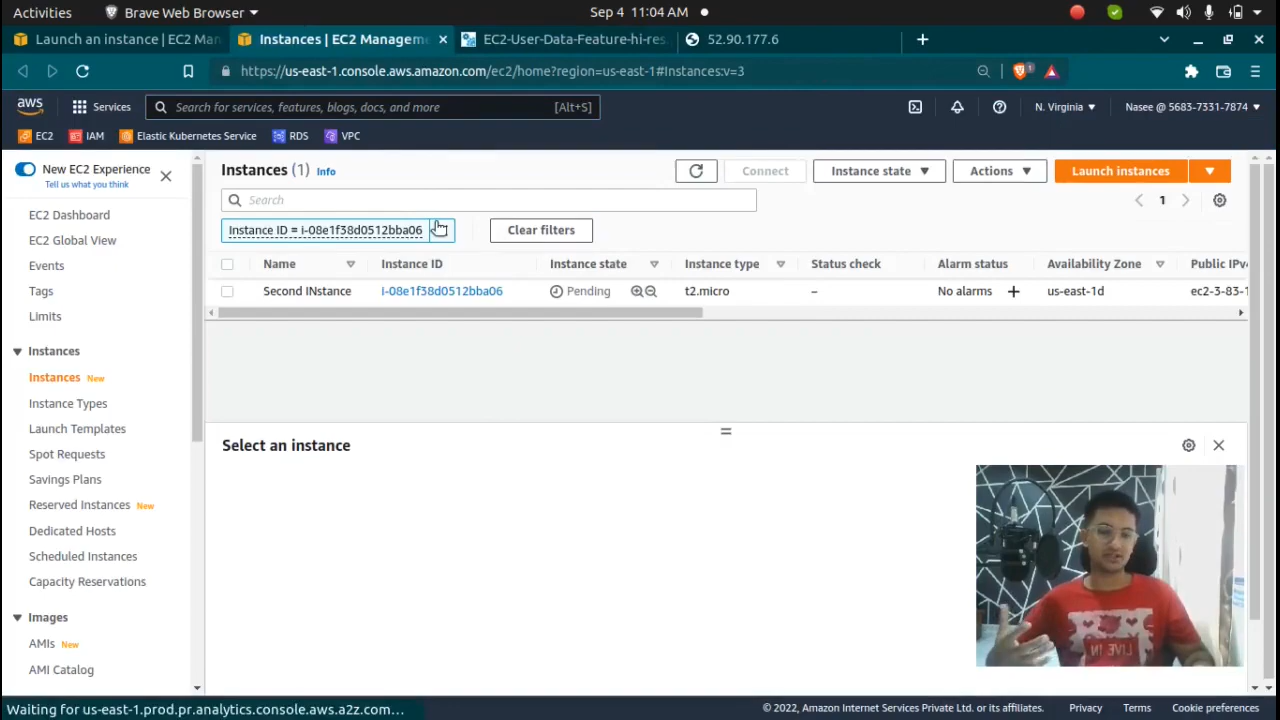 Activities Brave Web Browser Sep 4 11:04 AM
Launch an instance | EC2 Man Instances | EC2 Managem EC2-User-Data-Feature-hi-res. 52.90.177.6
https://us-east-1.console.aws.amazon.com/ec2/home?region=us-east-1#Instances:v=3 1
aws Services Search for services, features, blogs, docs, and more [Alt+S] N. Virginia Nasee @ 5683-7331-7874
EC2 IAM Elastic Kubernetes Service RDS VPC
New EC2 Experience
Tell us what you think
EC2 Dashboard
EC2 Global View
Events
Tags
Limits
Instances
Instances New
Instance Types
Launch Templates
Spot Requests
Savings Plans
Reserved Instances New
Dedicated Hosts
Scheduled Instances
Capacity Reservations
Images
AMIs New
AMI Catalog
Instances (1) Info Connect Instance state Actions Launch instances
Search 1
Instance ID = i-08e1f38d0512bba06 Clear filters
Name Instance ID Instance state Instance type Status check Alarm status Availability Zone Public IPv
Second INstance i-08e1f38d0512bba06 Pending t2.micro – No alarms + us-east-1d ec2-3-83-1
Select an instance
LIVE IN
Waiting for us-east-1.prod.pr.analytics.console.aws.a2z.com… © 2022, Amazon Internet Services Private Ltd. or its affiliates. Privacy Terms Cookie preferences